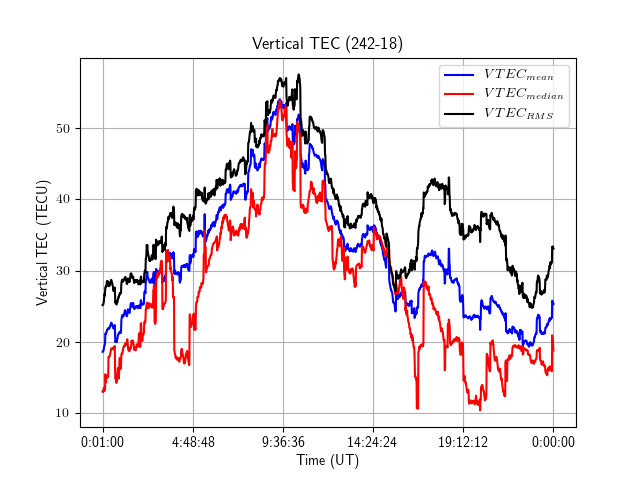 Vertical TEC (242-18)
VTEC_mean
VTEC_median
VTEC_RMS
Vertical TEC (TECU)
50
40
30
20
10
0:01:00 4:48:48 9:36:36 14:24:24 19:12:12 0:00:00
Time (UT)